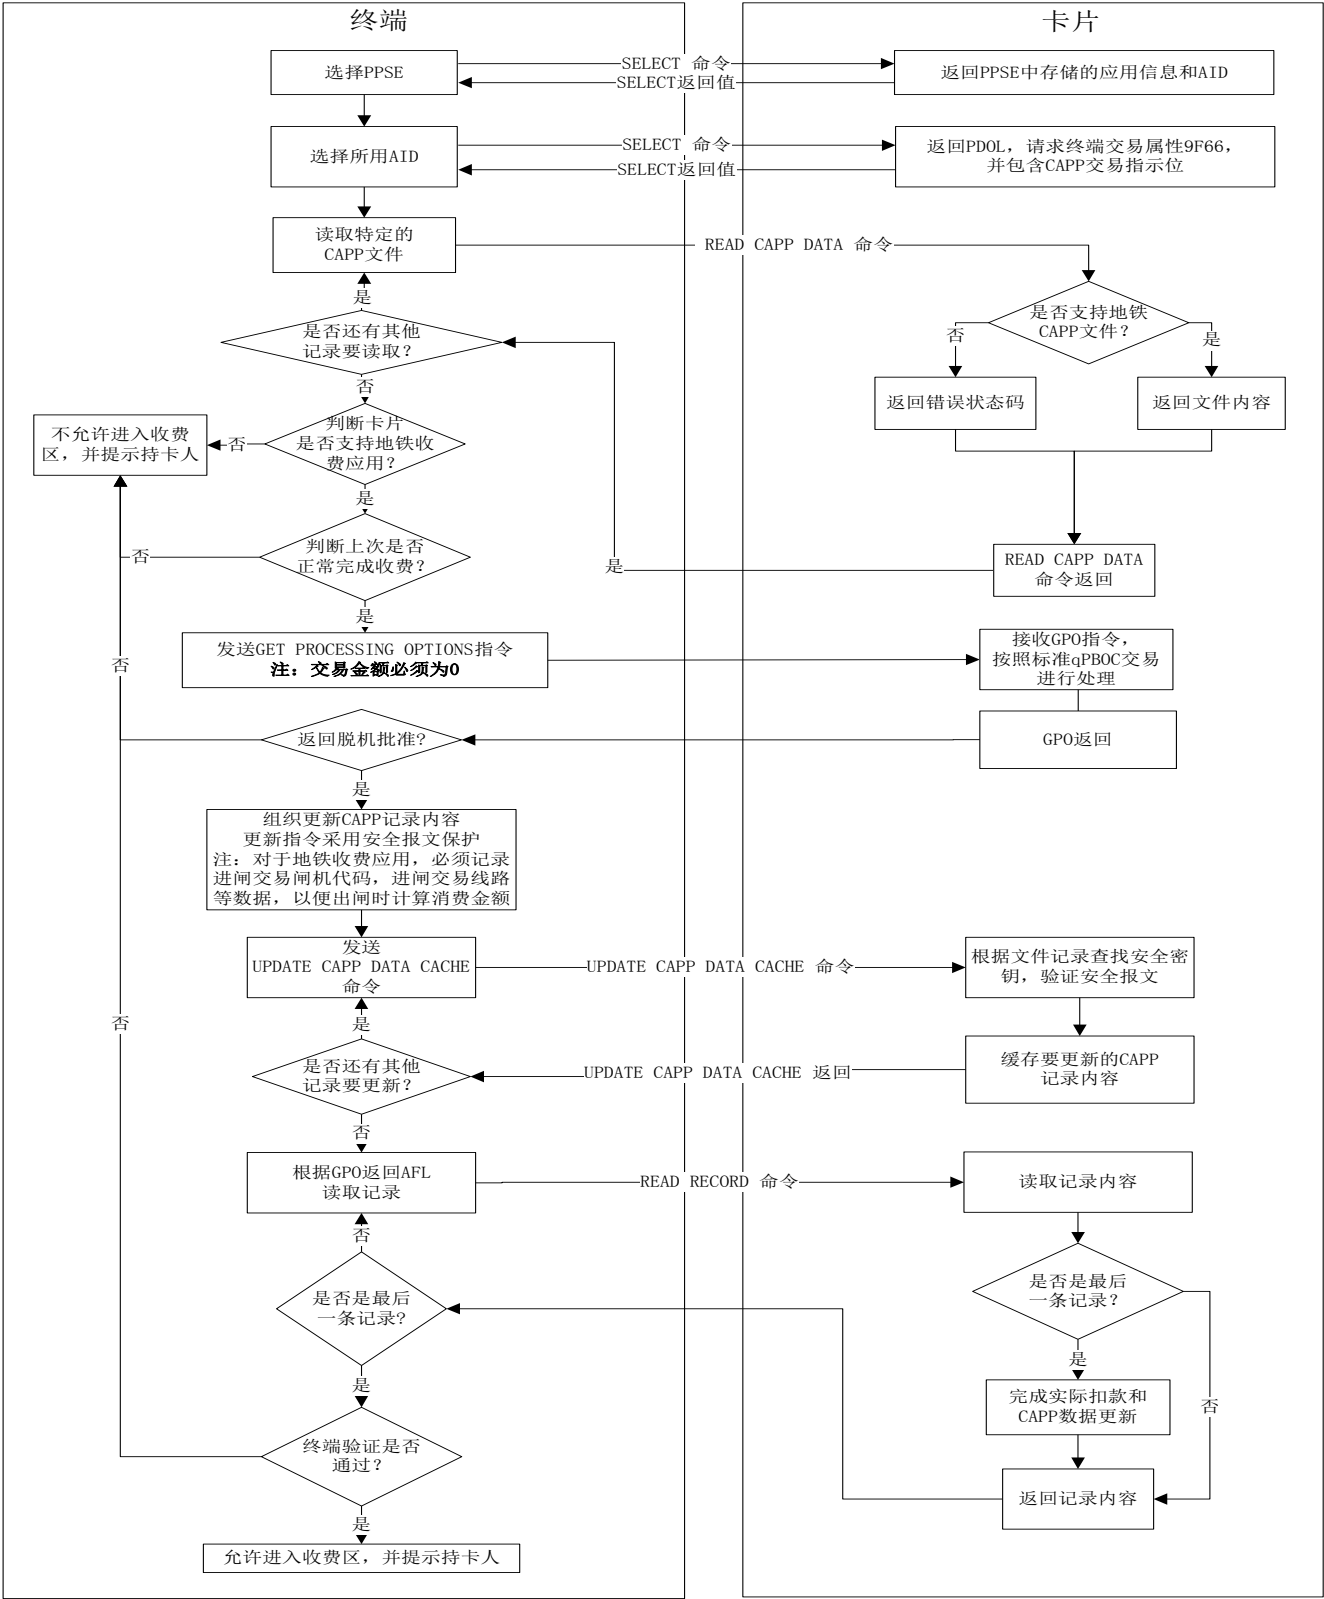 终端
卡片
选择PPSE
SELECT 命令
SELECT返回值
返回PPSE中存储的应用信息和AID
选择所用AID
SELECT 命令
SELECT返回值
返回PDOL，请求终端交易属性9F66，
并包含CAPP交易指示位
读取特定的
CAPP文件
READ CAPP DATA 命令
是
是否还有其他
记录要读取？
是否支持地铁
CAPP文件？
否
是
返回错误状态码
返回文件内容
否
判断卡片
是否支持地铁收
费应用？
否
不允许进入收费
区，并提示持卡人
是
判断上次是否
正常完成收费？
否
是
READ CAPP DATA
命令返回
是
发送GET PROCESSING OPTIONS指令
注：交易金额必须为0
接收GPO指令，
按照标准qPBOC交易
进行处理
否
返回脱机批准?
GPO返回
是
组织更新CAPP记录内容
更新指令采用安全报文保护
注：对于地铁收费应用，必须记录
进闸交易闸机代码，进闸交易线路
等数据，以便出闸时计算消费金额
发送
UPDATE CAPP DATA CACHE
命令
UPDATE CAPP DATA CACHE 命令
根据文件记录查找安全密
钥，验证安全报文
否
是
是否还有其他
记录要更新？
UPDATE CAPP DATA CACHE 返回
缓存要更新的CAPP
记录内容
否
根据GPO返回AFL
读取记录
READ RECORD 命令
读取记录内容
否
是否是最后
一条记录?
是否是最后
一条记录？
是
是
完成实际扣款和
CAPP数据更新
否
终端验证是否
通过？
返回记录内容
是
允许进入收费区，并提示持卡人